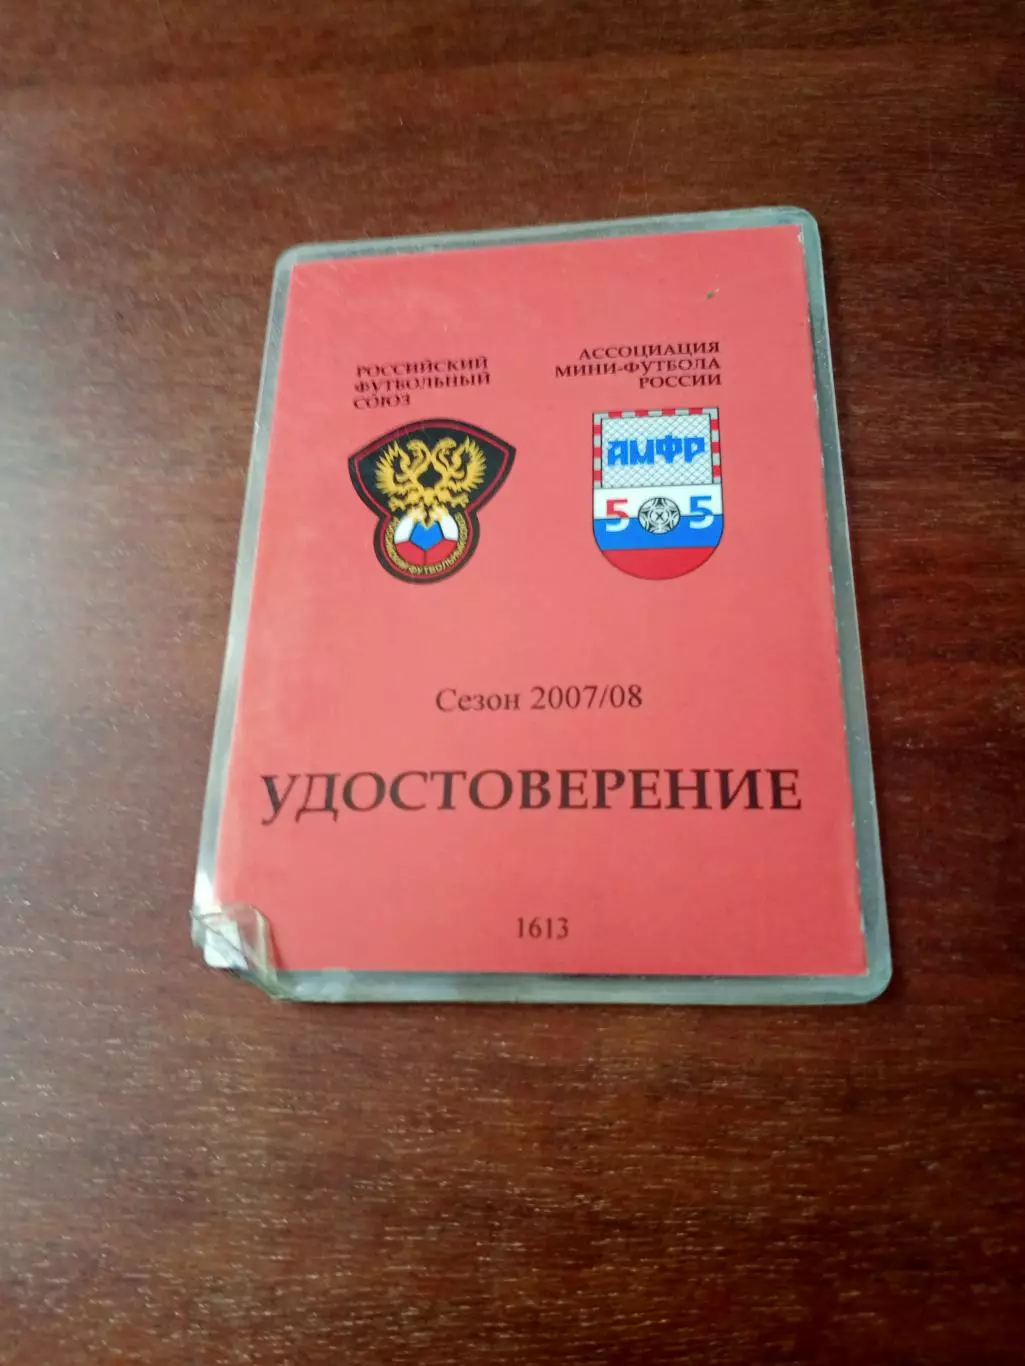 РОССИЙСКИЙ
ФУТБОЛЬНЫЙ
СОЮЗ
АССОЦИАЦИЯ
МИНИ-ФУТБОЛА
РОССИИ
АМФР
5 5
Сезон 2007/08
УДОСТОВЕРЕНИЕ
1613